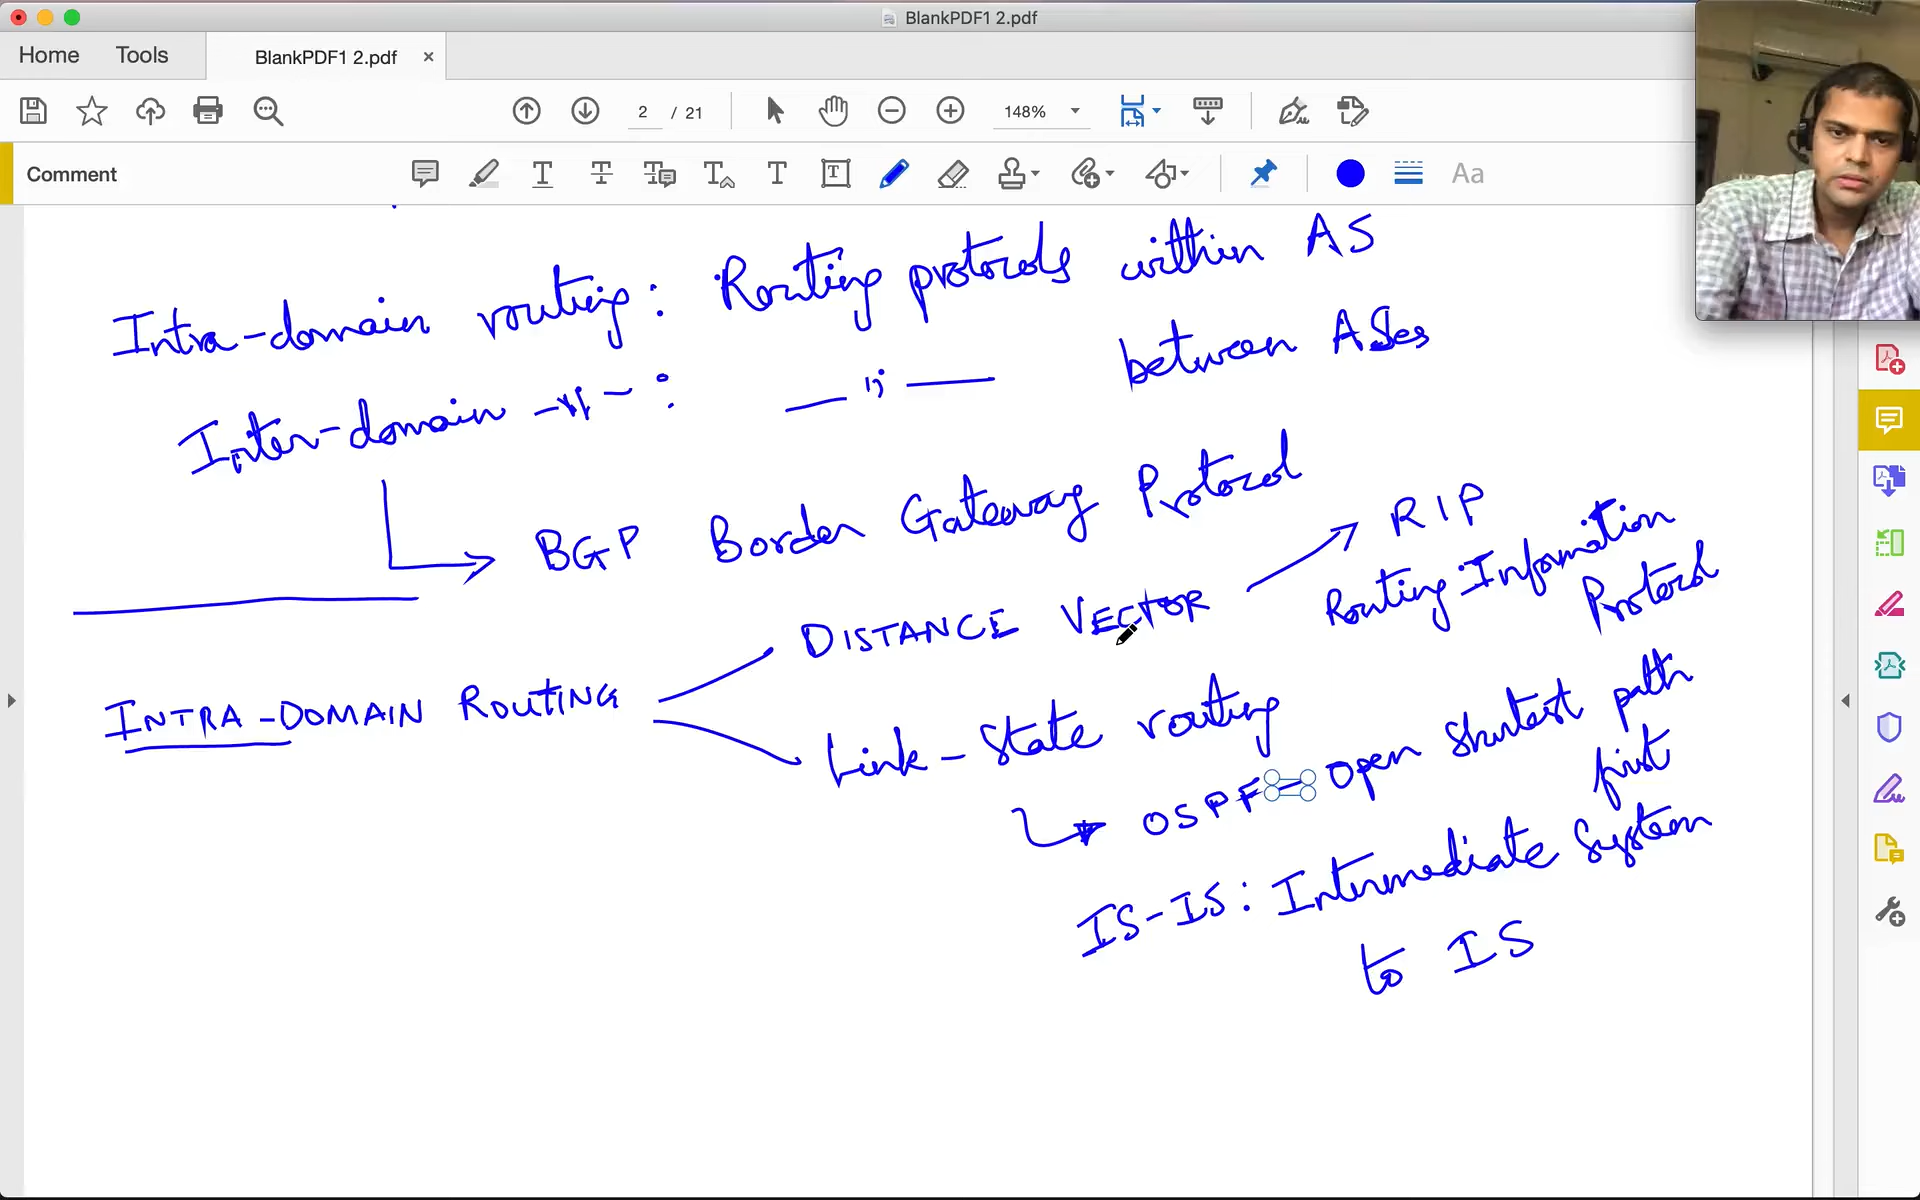 BlankPDF1 2.pdf
Home Tools BlankPDF1 2.pdf ×
2 / 21 148%
Comment Aa
Intra-domain routing: Routing protocols within AS
Inter-domain —〃— : —— 〃 —— between ASes
BGP Border Gateway Protocol
INTRA-DOMAIN ROUTING
DISTANCE VECTOR
RIP
Routing Information
Protocol
Link-State routing
OSPF — Open Shortest path
first
IS-IS: Intermediate System
to IS